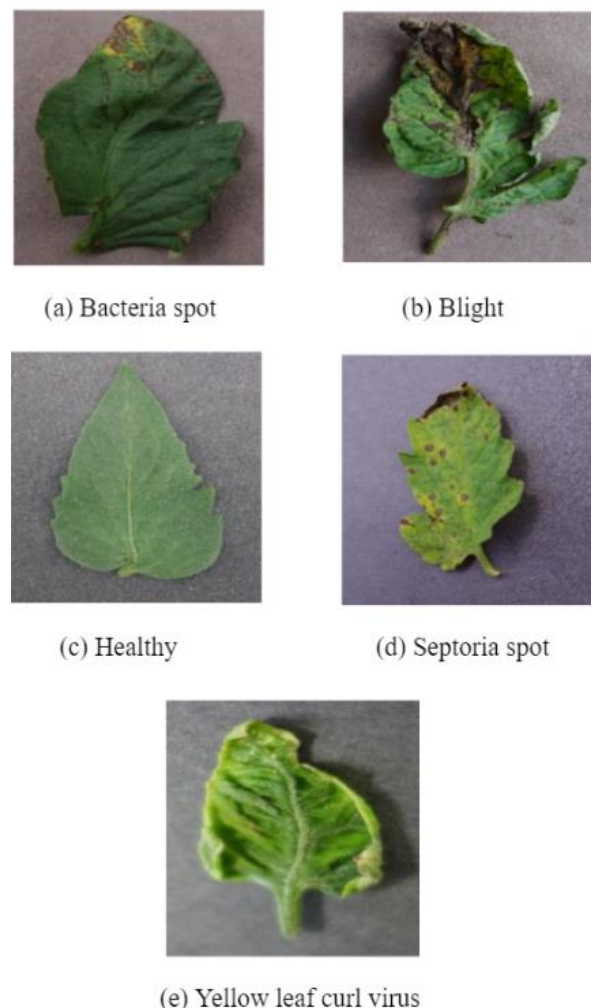 (a) Bacteria spot
(b) Blight
(c) Healthy
(d) Septoria spot
(e) Yellow leaf curl virus